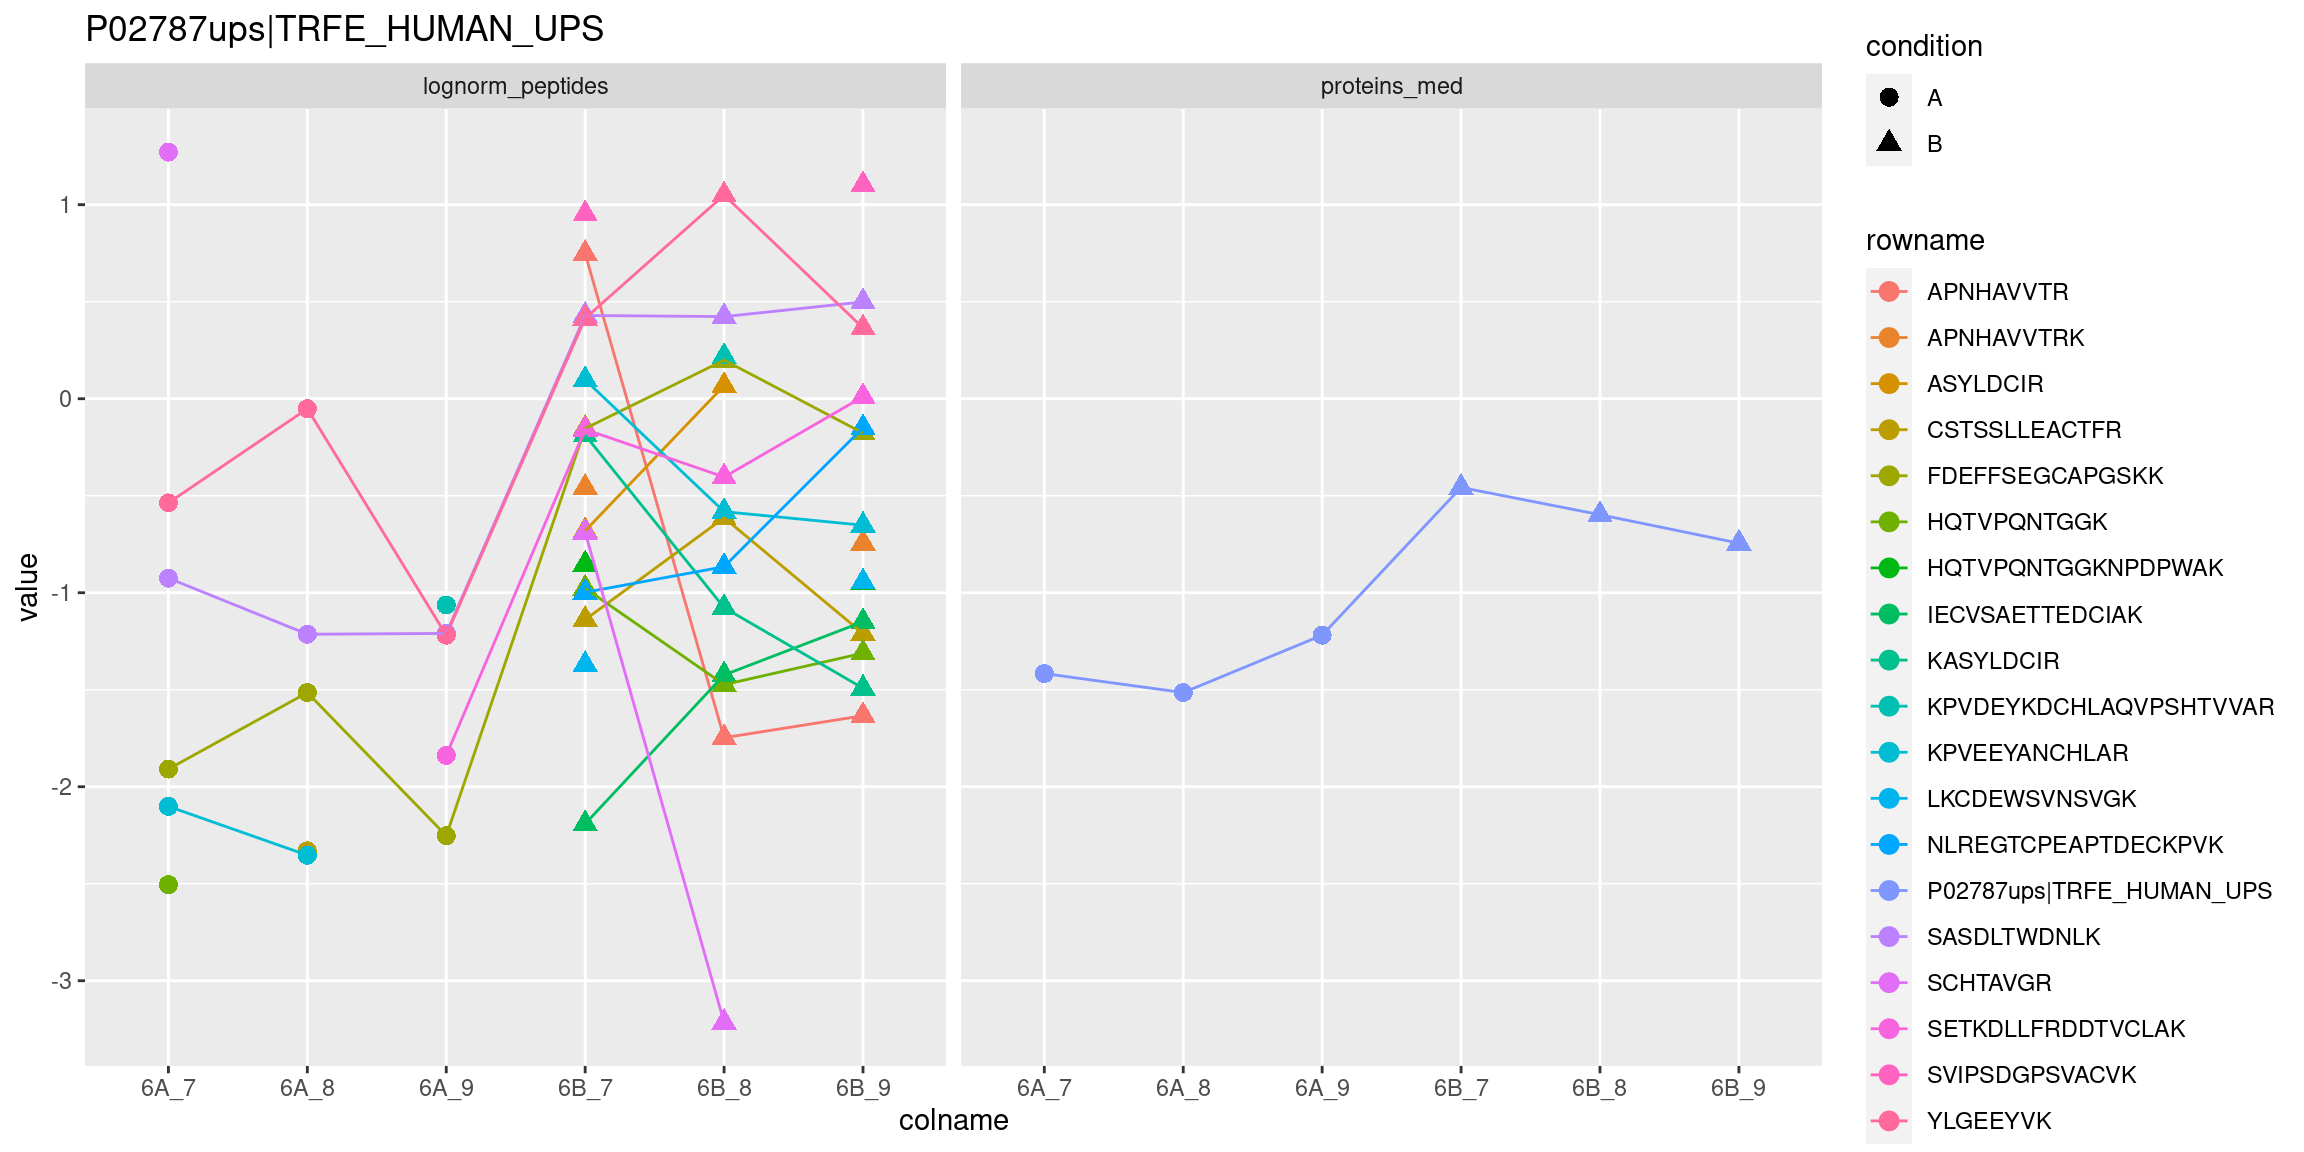 P02787ups|TRFE_HUMAN_UPS
lognorm_peptides
proteins_med
value
1
0
-1
-2
-3
6A_7 6A_8 6A_9 6B_7 6B_8 6B_9
6A_7 6A_8 6A_9 6B_7 6B_8 6B_9
colname
condition
A
B
rowname
APNHAVVTR
APNHAVVTRK
ASYLDCIR
CSTSSLLEACTFR
FDEFFSEGCAPGSKK
HQTVPQNTGGK
HQTVPQNTGGKNPDPWAK
IECVSAETTEDCIAK
KASYLDCIR
KPVDEYKDCHLAQVPSHTVVAR
KPVEEYANCHLAR
LKCDEWSVNSVGK
NLREGTCPEAPTDECKPVK
P02787ups|TRFE_HUMAN_UPS
SASDLTWDNLK
SCHTAVGR
SETKDLLFRDDTVCLAK
SVIPSDGPSVACVK
YLGEEYVK